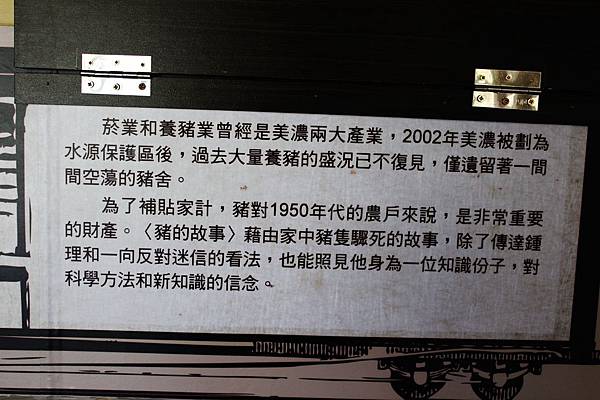 菸業和養豬業曾經是美濃兩大產業，2002年美濃被劃為
水源保護區後，過去大量養豬的盛況已不復見，僅遺留著一間
間空蕩的豬舍。
為了補貼家計，豬對1950年代的農戶來說，是非常重要
的財產。〈豬的故事〉藉由家中豬隻驟死的故事，除了傳達鍾
理和一向反對迷信的看法，也能照見他身為一位知識份子，對
科學方法和新知識的信念。